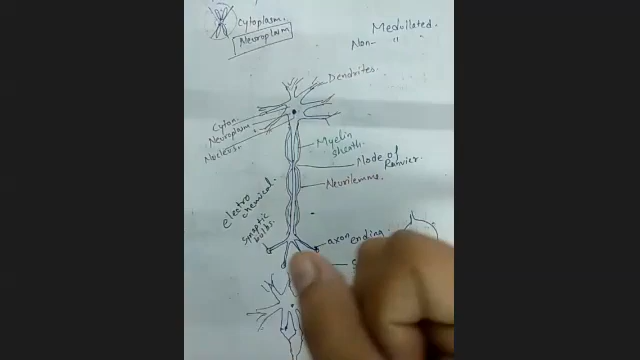 Cytoplasm.
Neuroplasm
Medullated.
Non- " "
Dendrites.
Cyton.
Neuroplasm.
Nucleus.
Myelin
sheath.
Node of
Ranvier.
Neurilemma.
electro
chemical.
synaptic
bulbs.
axon ending.